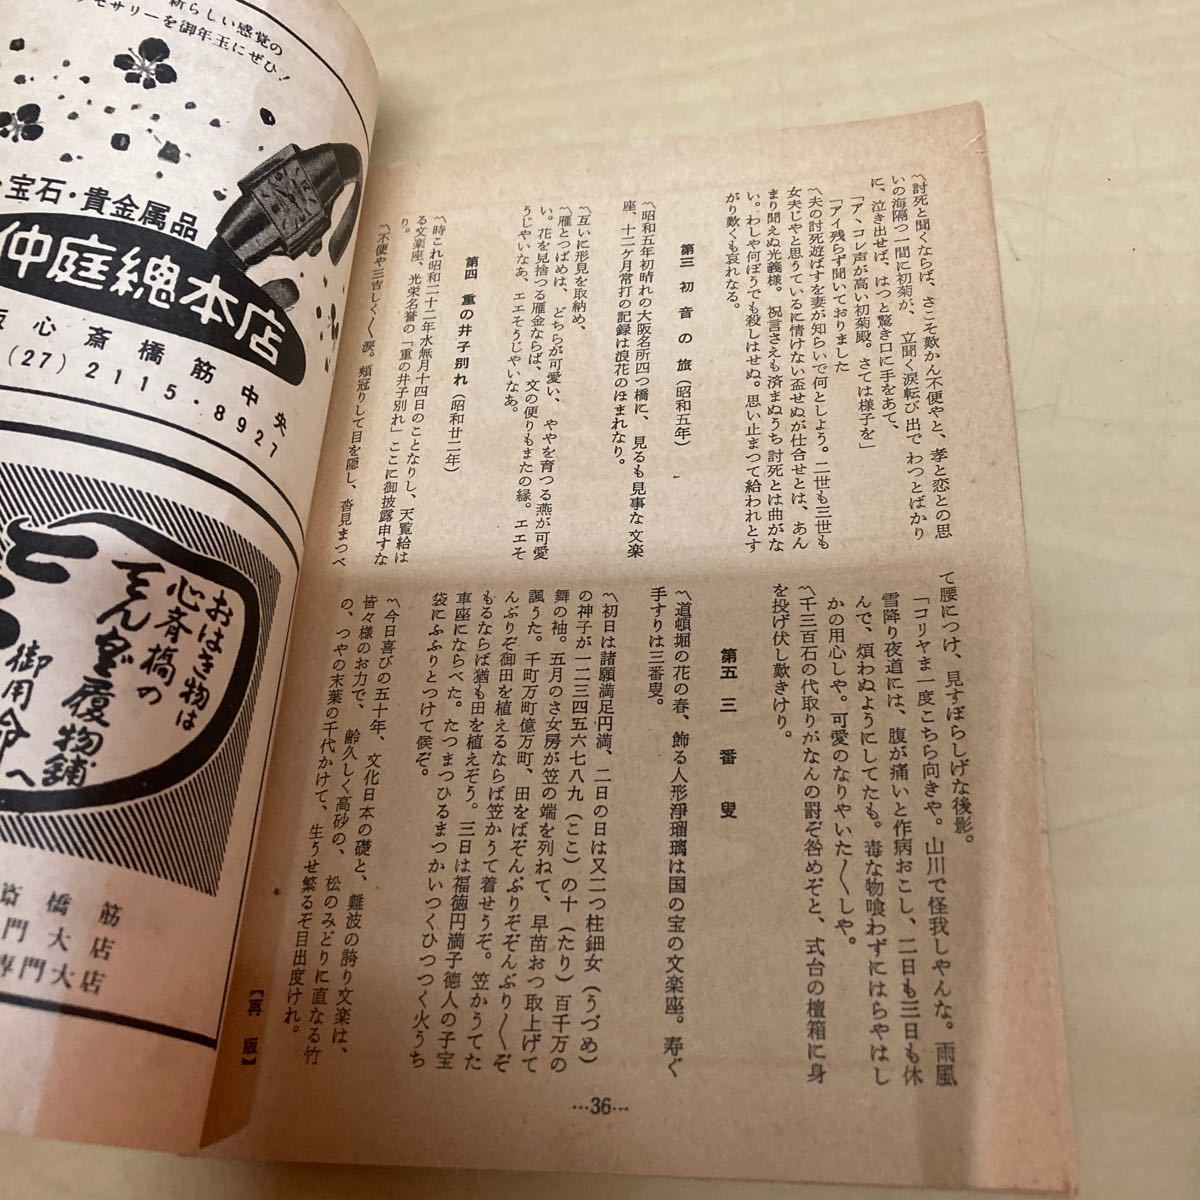 〽討死と聞くならば、さこそ歎かん不便やと、孝と恋との思
いの海隔つ一間に初菊が、立聞く涙転び出で わつとばかり
に、泣き出せば、はつと驚き口に手をあて、
「ア、コレ声が高い初菊殿。さては様子を」
「アイ残らず聞いておりました
〽夫の討死遊ばすを妻が知らいで何としよう。二世も三世も
女夫じやと思うているに情けない盃せぬが仕合せとは、あん
まり聞えぬ光義様。祝言さえも済まぬうち 討死とは曲がな
い。わしや何ぼうでも殺しはせぬ。思い止まつて給われとす
がり歎くも哀れなる。
第三 初音の旅(昭和五年)
〽昭和五年初晴れの大阪名所四つ橋に、見るも見事な 文楽
座、十二ケ月常打の記録は浪花のほまれなり。
〽互いに形見を取納め、
〽雁とつばめは、どちらが可愛い、ややを育つる燕が可愛
い。花を見捨つる雁金ならば、文の便りもまたの縁。エエそ
うじやいなあ、エエそうじやいなあ。
第四 重の井子別れ(昭和廿二年)
〽時これ昭和二十二年水無月十四日のことなりし、天覧給は
る文楽座、光栄名誉の「重の井子別れ」ここに御披露申すな
り。
〽不便や三吉しく〱涙。頬冠りして目を隠し、沓見まつべ
て腰につけ、見すぼらしげな後影。
「コリヤま一度こちら向きや。山川で怪我しやんな。雨風
雪降り夜道には、腹が痛いと作病おこし、二日も三日も休
んで、煩わぬようにしてたも。毒な物喰わずにはらやはし
かの用心しや。可愛のなりやいた〱しや。
〽千三百石の代取りがなんの罰ぞ咎めぞと、式台の檀箱に身
を投げ伏し歎きけり。
第五 三番叟
〽道頓堀の花の春、飾る人形浄瑠璃は国の宝の文楽座。寿ぐ
手すりは三番叟。
〽初日は諸願満足円満、二日の日は又二つ柱鈿女(うづめ)
の神子が一二三四五六七八九(ここ)の十(たり)百千万の
舞の袖。五月のさ女房が笠の端を列ねて、早苗おつ取上げて
諷うた。千町万町億万町、田をばぞんぶりぞぞんぶり〱ぞ
んぶりぞ御田を植えるならば笠かうて着せうぞ。笠かうてた
もるならば猶も田を植えぞう。三日は福徳円満子徳人の子宝
車座にならべた。たつまつひるまつかいつくひつつく火うち
袋にふふりとつけて候ぞ。
〽今日喜びの五十年、文化日本の礎と、難波の誇り文楽は、
皆々様のお力で、齢久しく高砂の、松のみどりに直なる竹
の、つやの末葉の千代かけて、生うせ繁るぞ目出度けれ。
【再版】
…36…
新らしい感覚の
クセサリーを御年玉にぜひ!
・宝石・貴金属品
仲庭總本店
阪心斎橋筋中央
(27)2115・8927
おはき物は
心斉橋の
てん皇履物舖
御用命へ
斎橋筋
門大店
専門大店